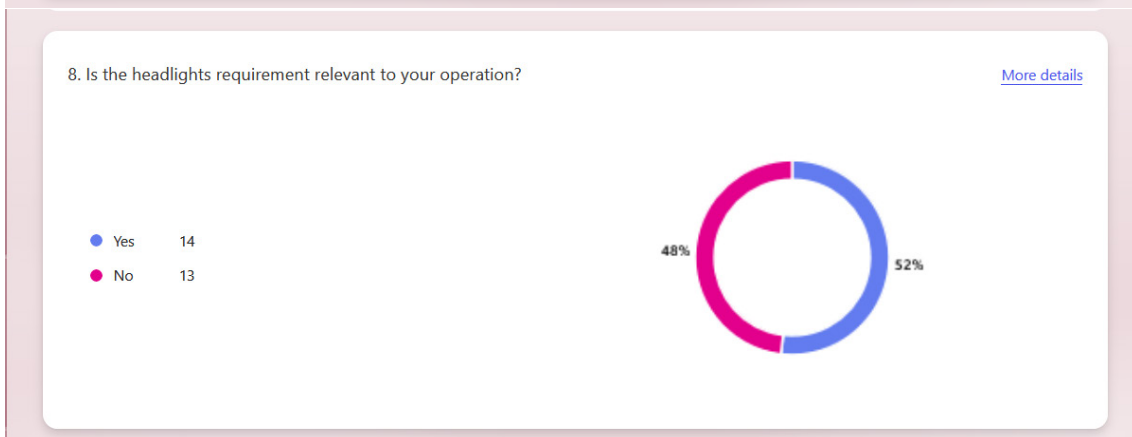 8. Is the headlights requirement relevant to your operation?
More details
Yes 14
No 13
48%
52%